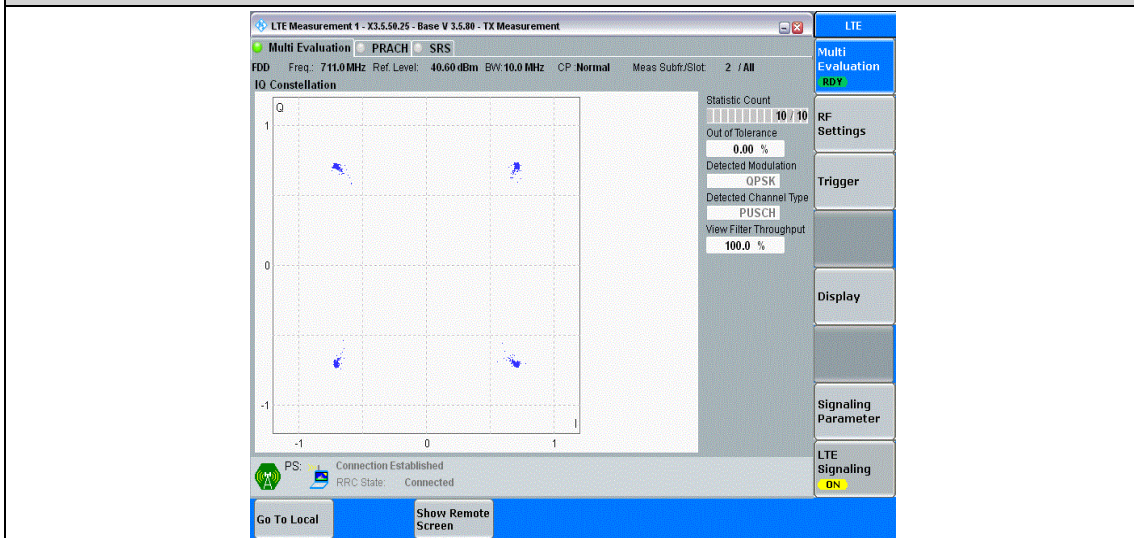 LTE Measurement 1 - X3.5.50.25 - Base V 3.5.80 - TX Measurement
LTE
Multi Evaluation PRACH SRS
FDD Freq.: 711.0 MHz Ref. Level: 40.60 dBm BW: 10.0 MHz CP :Normal Meas Subfr./Slot: 2 / All
IQ Constellation
Q
1
0
-1
-1 0 1
I
Statistic Count
10 / 10
Out of Tolerance
0.00 %
Detected Modulation
QPSK
Detected Channel Type
PUSCH
View Filter Throughput
100.0 %
Multi
Evaluation
RDY
RF
Settings
Trigger
Display
Signaling
Parameter
LTE
Signaling
ON
PS: Connection Established
RRC State: Connected
Go To Local
Show Remote
Screen